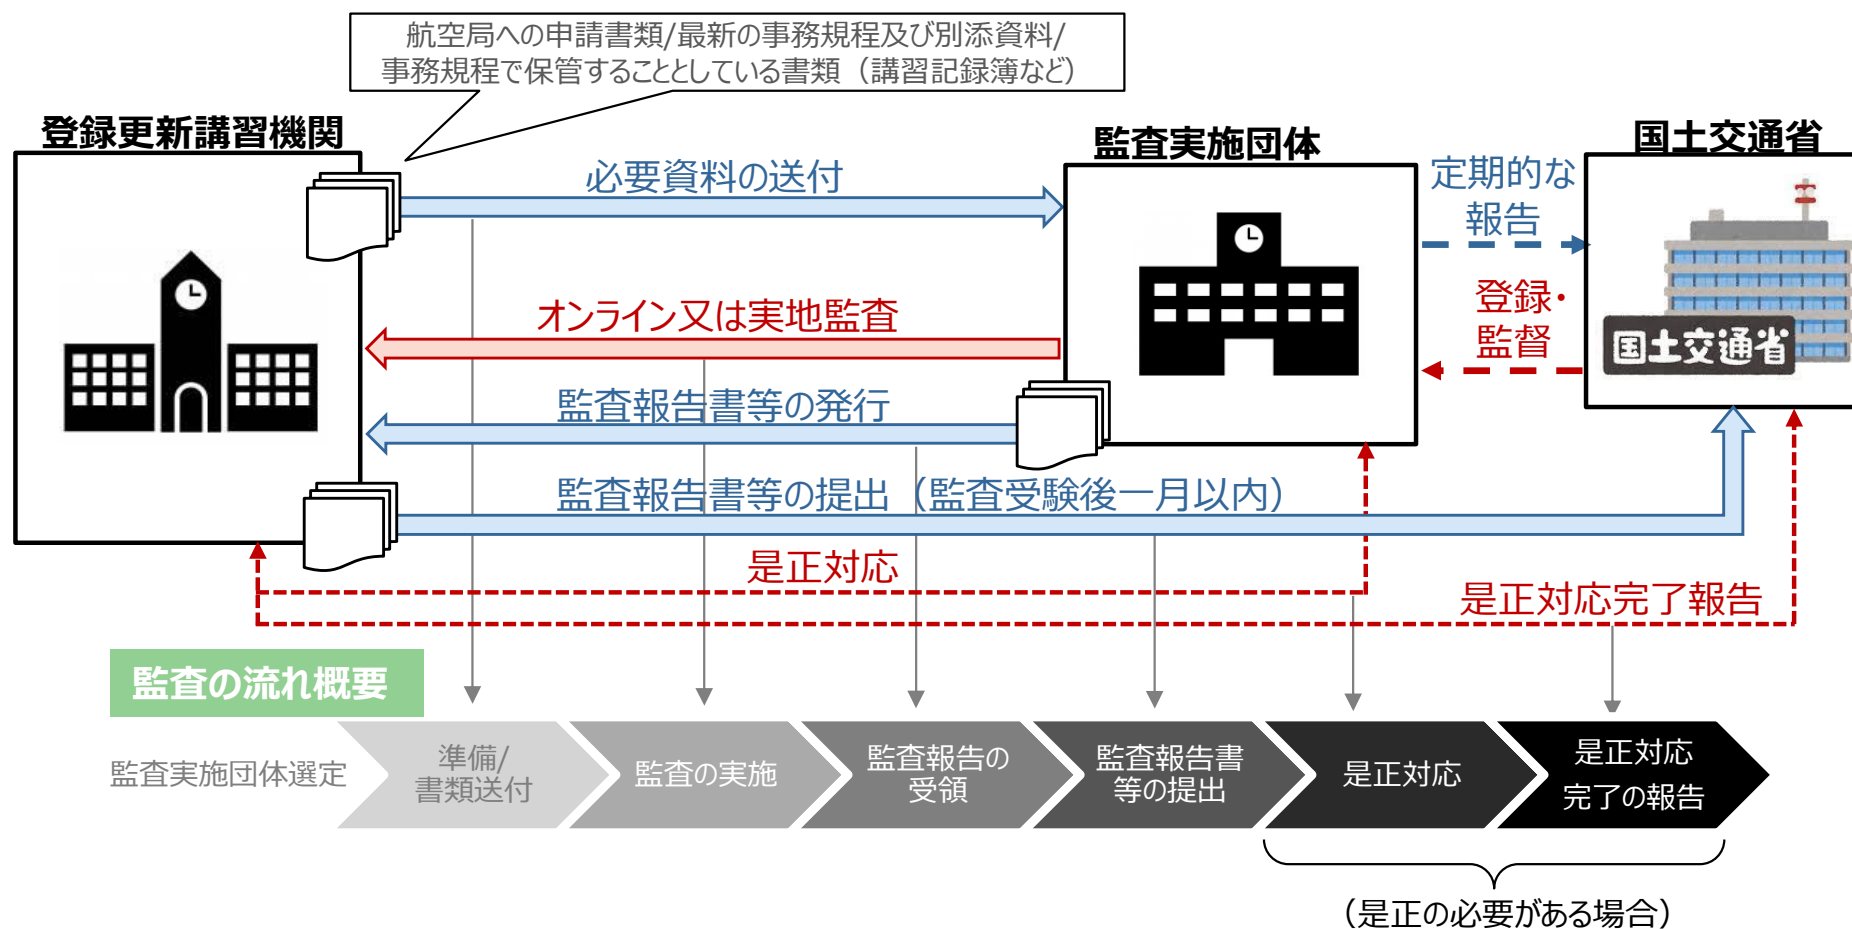 航空局への申請書類/最新の事務規程及び別添資料/
事務規程で保管することとしている書類（講習記録簿など）
登録更新講習機関
監査実施団体
国土交通省
必要資料の送付
定期的な
報告
オンライン又は実地監査
登録・
監督
国土交通省
監査報告書等の発行
監査報告書等の提出（監査受験後一月以内）
是正対応
是正対応完了報告
監査の流れ概要
監査実施団体選定
準備/
書類送付
監査の実施
監査報告の
受領
監査報告書
等の提出
是正対応
是正対応
完了の報告
（是正の必要がある場合）